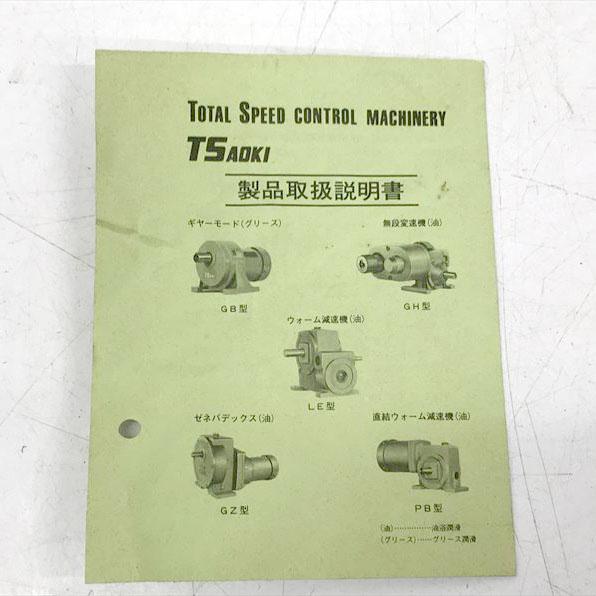 TOTAL SPEED CONTROL MACHINERY
TSAOKI
製品取扱説明書
ギヤーモード(グリース)
無段変速機(油)
GB型
GH型
ウォーム減速機(油)
LE型
ゼネバデックス(油)
直結ウォーム減速機(油)
GZ型
PB型
(油)……………油浴潤滑
(グリース)……グリース潤滑